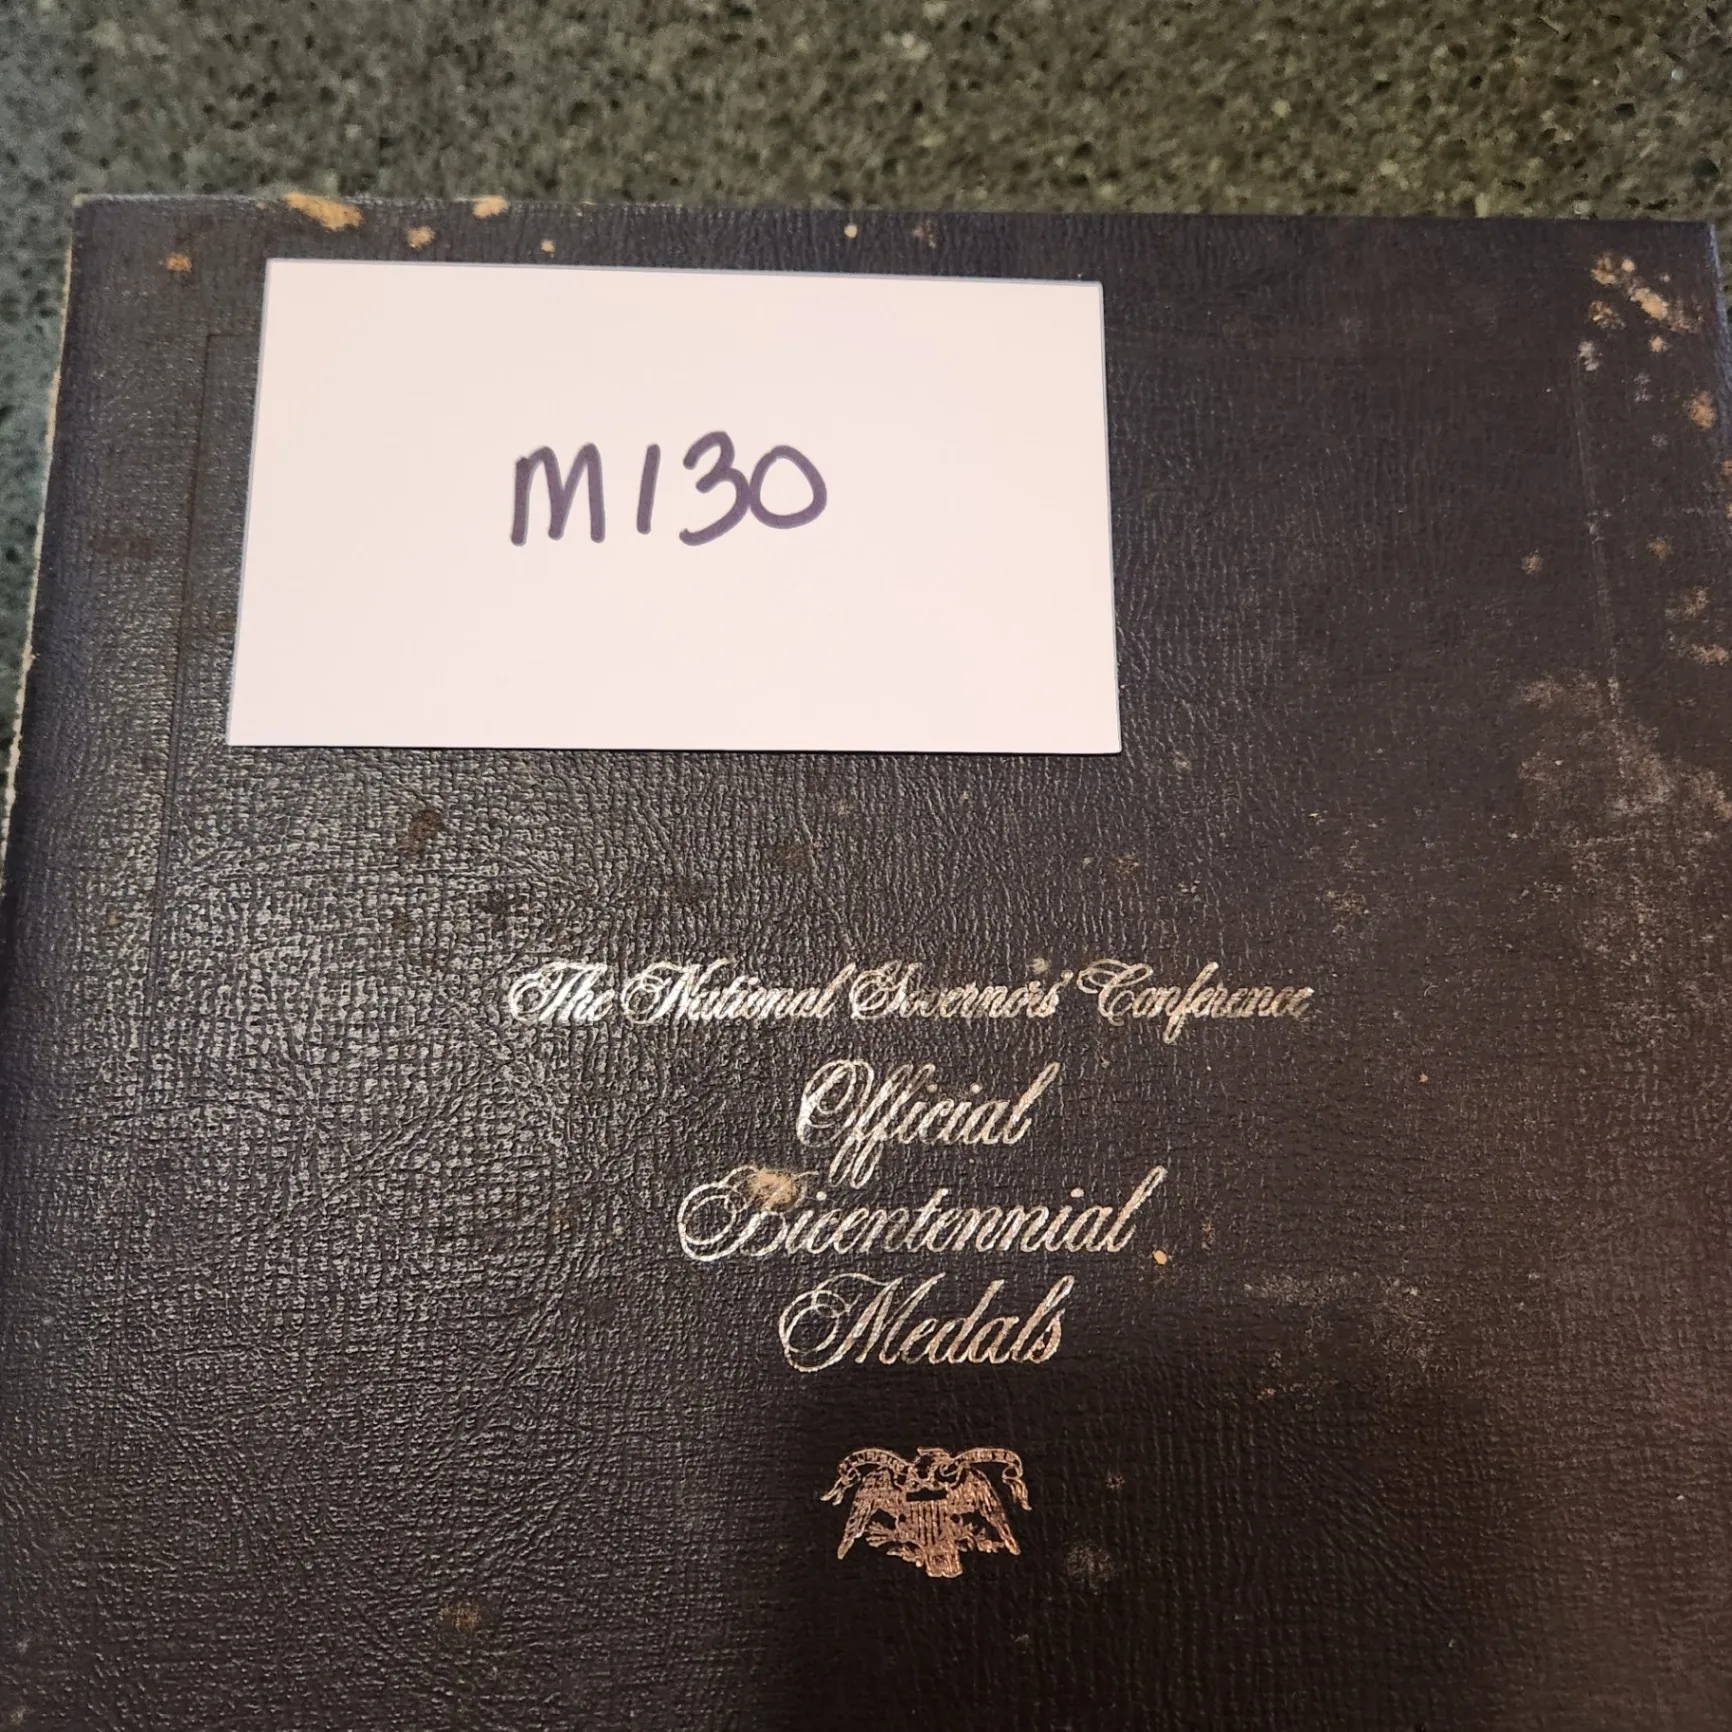 M130
The National Governors' Conference
Official
Bicentennial
Medals